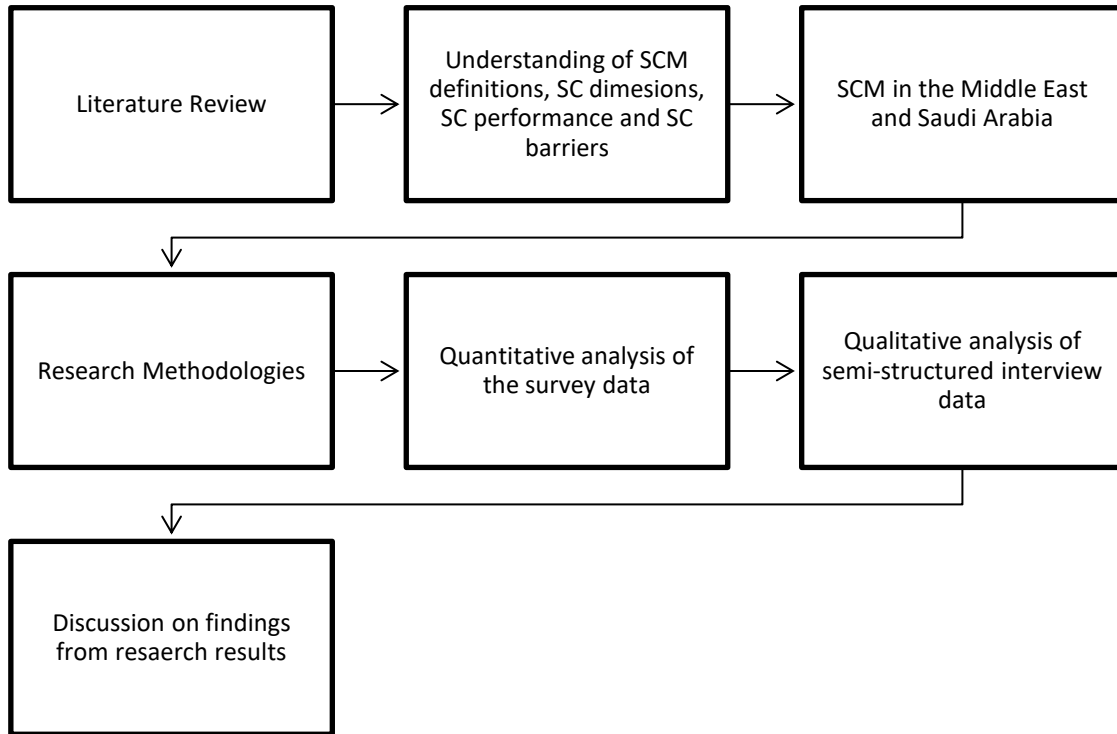 Literature Review
Understanding of SCM
definitions, SC dimesions,
SC performance and SC
barriers
SCM in the Middle East
and Saudi Arabia
Research Methodologies
Quantitative analysis of
the survey data
Qualitative analysis of
semi-structured interview
data
Discussion on findings
from resaerch results